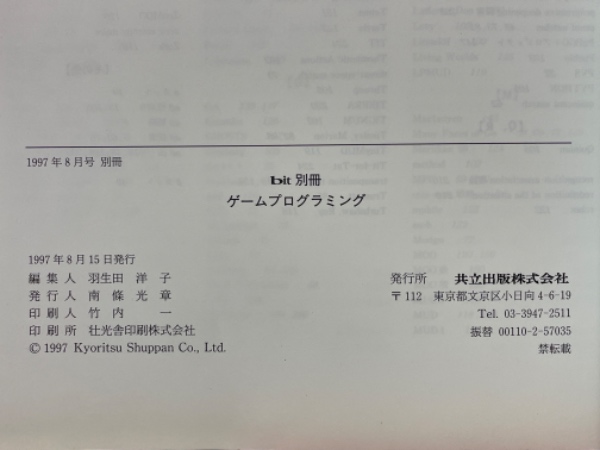 1997年8月号 別冊
bit 別冊
ゲームプログラミング
1997年8月15日発行
編集人 羽生田 洋子
発行人 南條光章
印刷人 竹内 一
印刷所 壮光舎印刷株式会社
© 1997 Kyoritsu Shuppan Co., Ltd.
発行所 共立出版株式会社
〒112 東京都文京区小日向4-6-19
Tel. 03-3947-2511
振替 00110-2-57035
禁転載